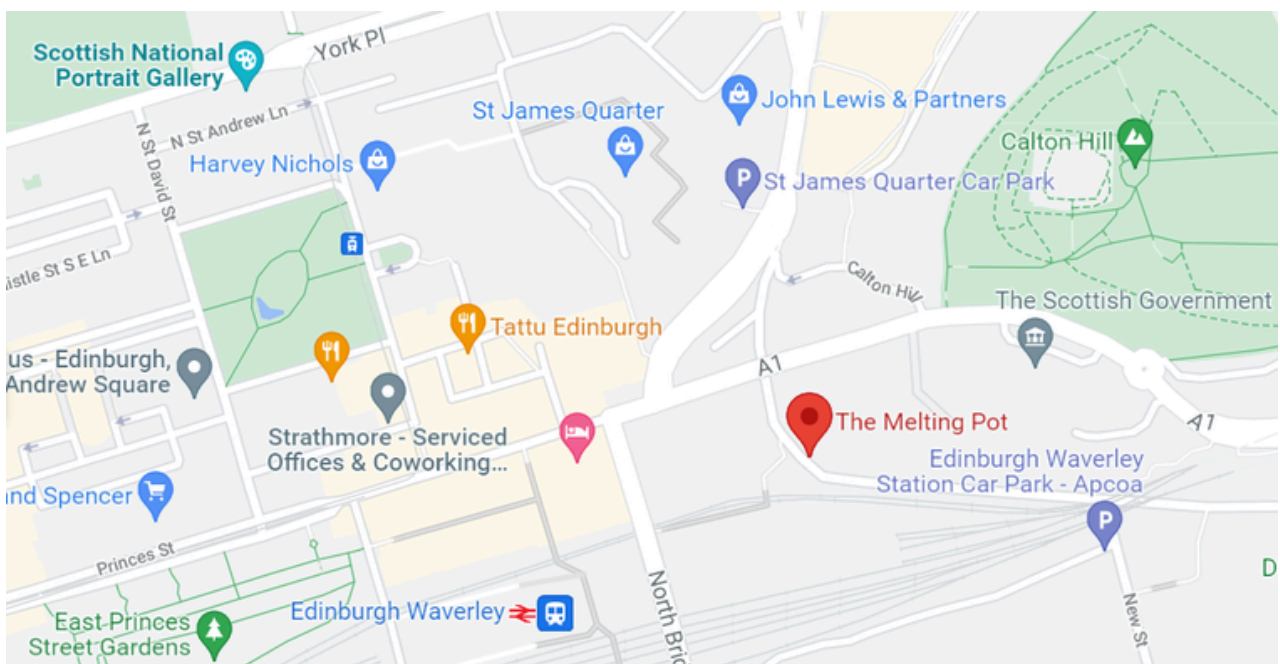 Scottish National
Portrait Gallery
York Pl
N St Andrew Ln
N St David St
Harvey Nichols
St James Quarter
John Lewis & Partners
St James Quarter Car Park
Calton Hill
istle St S E Ln
Calton Hill
The Scottish Government
Tattu Edinburgh
us - Edinburgh,
Andrew Square
A1
Strathmore - Serviced
Offices & Coworking...
The Melting Pot
A1
Edinburgh Waverley
Station Car Park - Apcoa
nd Spencer
Princes St
Edinburgh Waverley
North Bri
East Princes
Street Gardens
New St
P
P
D